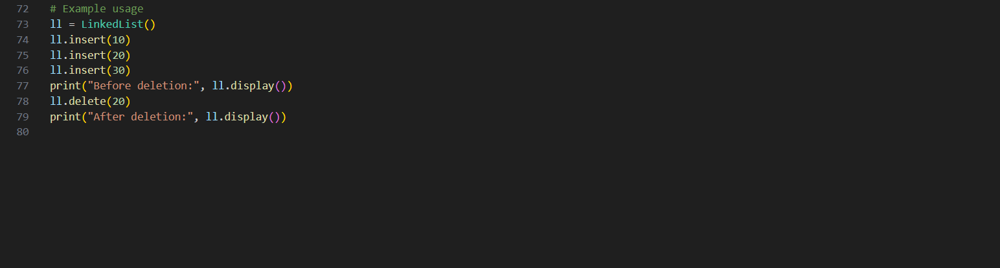 72 # Example usage
73 ll = LinkedList()
74 ll.insert(10)
75 ll.insert(20)
76 ll.insert(30)
77 print("Before deletion:", ll.display())
78 ll.delete(20)
79 print("After deletion:", ll.display())
80